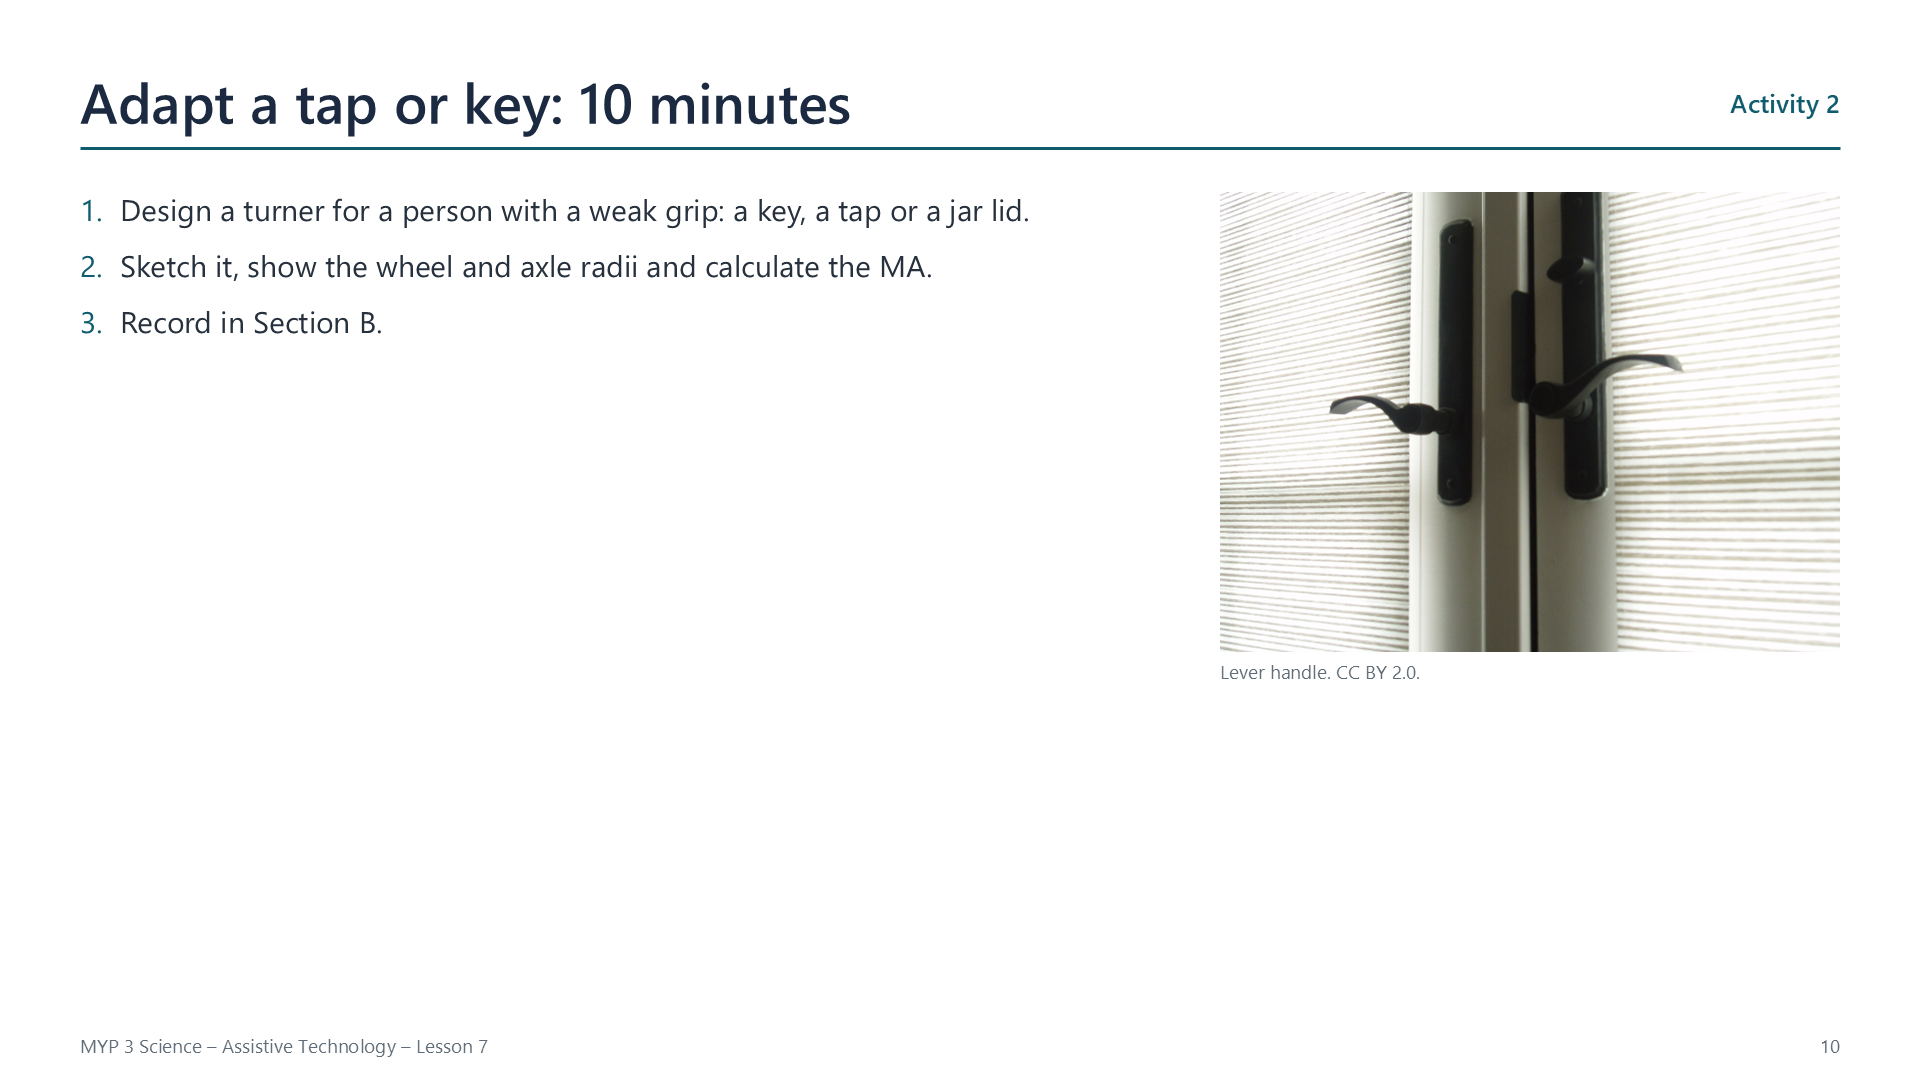 Adapt a tap or key: 10 minutes
Activity 2
1. Design a turner for a person with a weak grip: a key, a tap or a jar lid.
2. Sketch it, show the wheel and axle radii and calculate the MA.
3. Record in Section B.
Lever handle. CC BY 2.0.
MYP 3 Science – Assistive Technology – Lesson 7
10